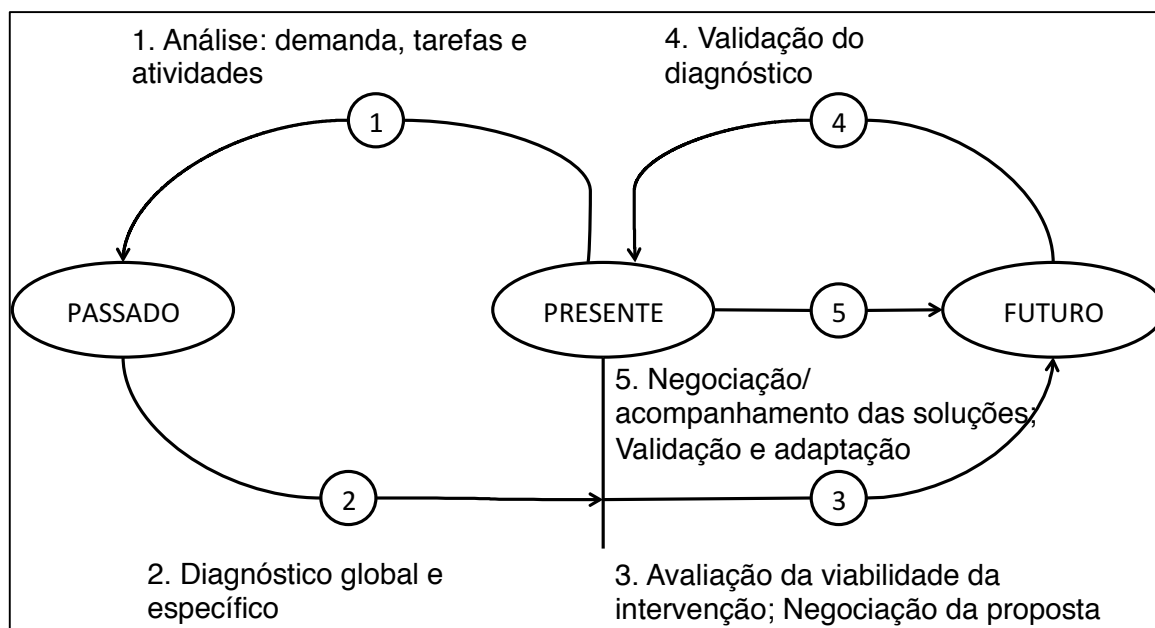 1. Análise: demanda, tarefas e
atividades
4. Validação do
diagnóstico
1
4
PASSADO
PRESENTE
5
FUTURO
5. Negociação/
acompanhamento das soluções;
Validação e adaptação
2
3
2. Diagnóstico global e
específico
3. Avaliação da viabilidade da
intervenção; Negociação da proposta